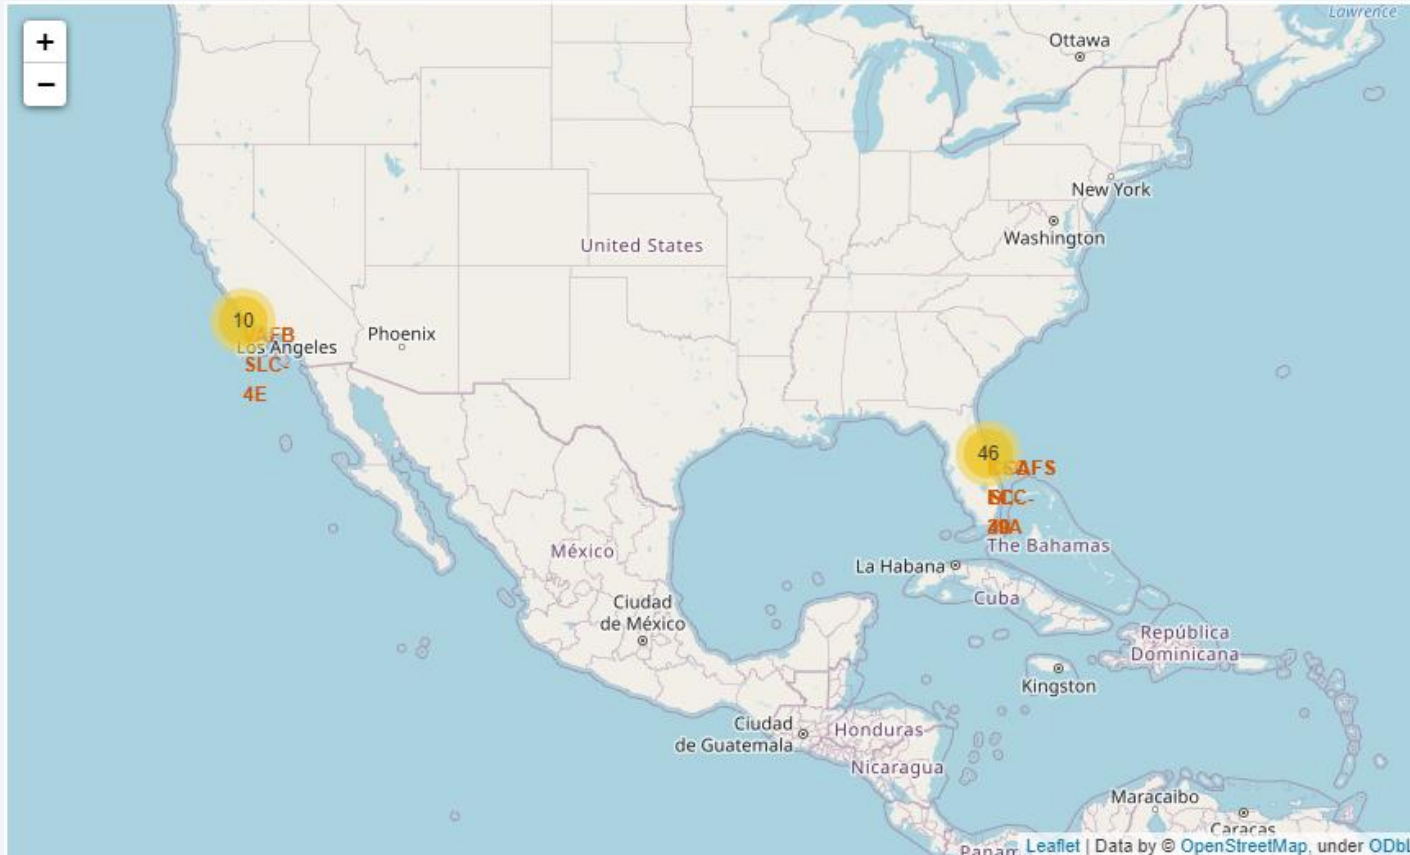 +
−
Lawrence
Ottawa
New York
Washington
United States
10
Phoenix
VAFB
Los Angeles
SLC-
4E
46
The Bahamas
México
La Habana
Cuba
Ciudad
de México
República
Dominicana
Kingston
Ciudad
de Guatemala
Honduras
Nicaragua
Maracaibo
Caracas
Leaflet | Data by © OpenStreetMap, under ODbL